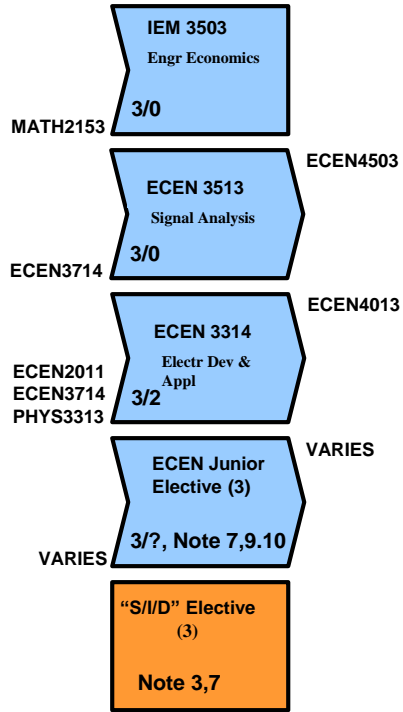 IEM 3503
Engr Economics
3/0
MATH2153
ECEN4503
ECEN 3513
Signal Analysis
3/0
ECEN3714
ECEN4013
ECEN 3314
Electr Dev &
Appl
ECEN2011
ECEN3714
PHYS3313
3/2
VARIES
ECEN Junior
Elective (3)
3/?, Note 7,9.10
VARIES
“S/I/D” Elective
(3)
Note 3,7